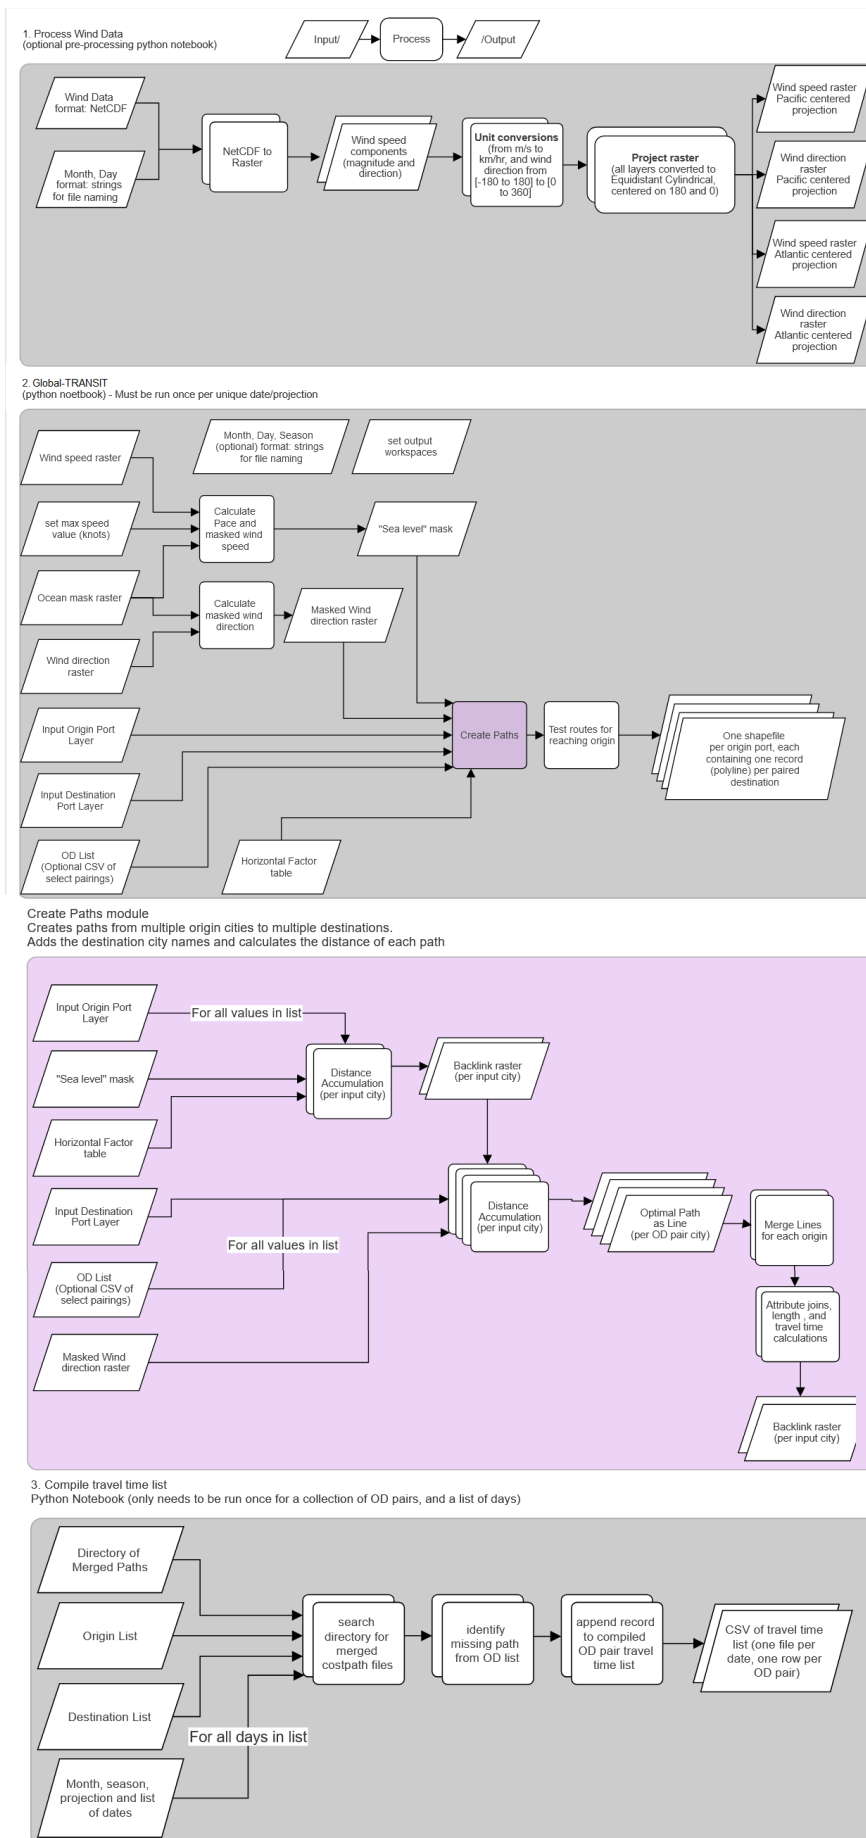 1. Process Wind Data
(optional pre-processing python notebook)
Input/
Process
/Output
Wind Data
format: NetCDF
Month, Day
format: strings
for file naming
NetCDF to
Raster
Wind speed
components
(magnitude and
direction)
Unit conversions
(from m/s to
km/hr, and wind
direction from
[-180 to 180] to [0
to 360]
Project raster
(all layers converted to
Equidistant Cylindrical,
centered on 180 and 0)
Wind speed raster
Pacific centered
projection
Wind direction
raster
Pacific centered
projection
Wind speed raster
Atlantic centered
projection
Wind direction
raster
Atlantic centered
projection
2. Global-TRANSIT
(python noetbook) - Must be run once per unique date/projection
Wind speed raster
Month, Day, Season
(optional) format: strings
for file naming
set output
workspaces
set max speed
value (knots)
Calculate
Pace and
masked wind
speed
"Sea level" mask
Ocean mask raster
Calculate
masked wind
direction
Masked Wind
direction raster
Wind direction
raster
Input Origin Port
Layer
Create Paths
Test routes for
reaching origin
One shapefile
per origin port, each
containing one record
(polyline) per paired
destination
Input Destination
Port Layer
OD List
(Optional CSV of
select pairings)
Horizontal Factor
table
Create Paths module
Creates paths from multiple origin cities to multiple destinations.
Adds the destination city names and calculates the distance of each path
Input Origin Port
Layer
For all values in list
"Sea level" mask
Distance
Accumulation
(per input city)
Backlink raster
(per input city)
Horizontal Factor
table
Input Destination
Port Layer
For all values in list
Distance
Accumulation
(per input city)
Optimal Path
as Line
(per OD pair city)
Merge Lines
for each origin
OD List
(Optional CSV of
select pairings)
Attribute joins,
length , and
travel time
calculations
Masked Wind
direction raster
Backlink raster
(per input city)
3. Compile travel time list
Python Notebook (only needs to be run once for a collection of OD pairs, and a list of days)
Directory of
Merged Paths
Origin List
search
directory for
merged
costpath files
identify
missing path
from OD list
append record
to compiled
OD pair travel
time list
CSV of travel time
list (one file per
date, one row per
OD pair)
Destination List
For all days in list
Month, season,
projection and list
of dates